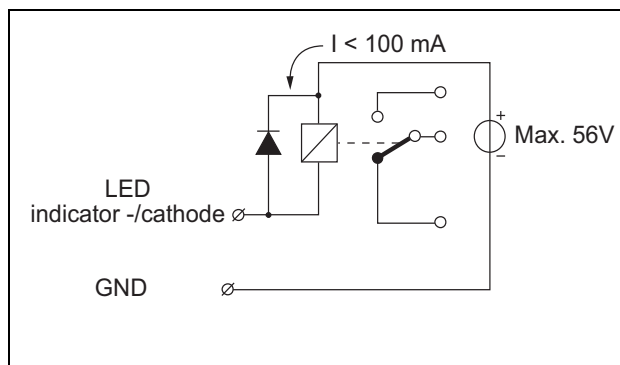 I < 100 mA
+
Max. 56V
-
LED
indicator -/cathode
GND